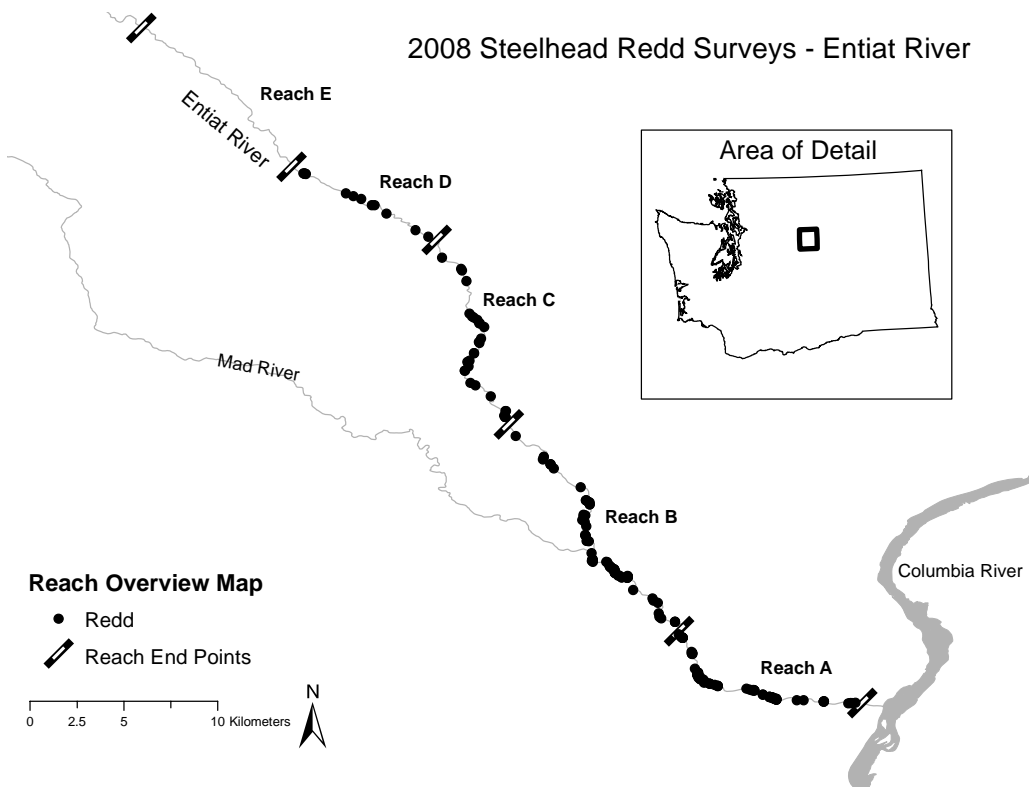 2008 Steelhead Redd Surveys - Entiat River
Reach E
Entiat River
Area of Detail
Reach D
Reach C
Mad River
Reach B
Columbia River
Reach Overview Map
Redd
Reach End Points
Reach A
N
0 2.5 5 10 Kilometers